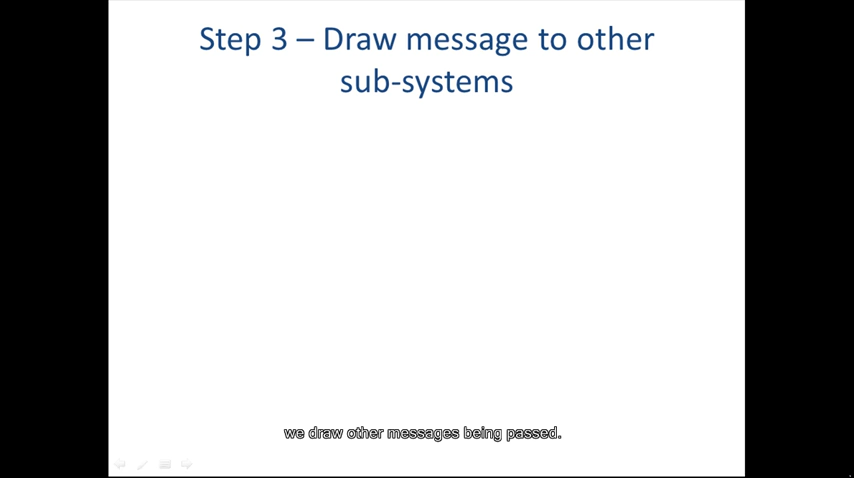 Step 3 – Draw message to other
sub-systems
we draw other messages being passed.